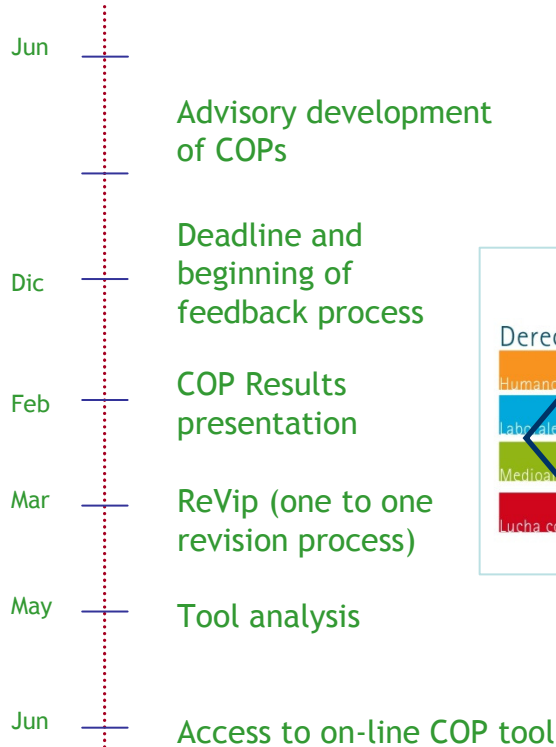 Jun
Advisory development
of COPs
Dic
Deadline and
beginning of
feedback process
Feb
COP Results
presentation
Mar
ReVip (one to one
revision process)
May
Tool analysis
Jun
Access to on-line COP tool